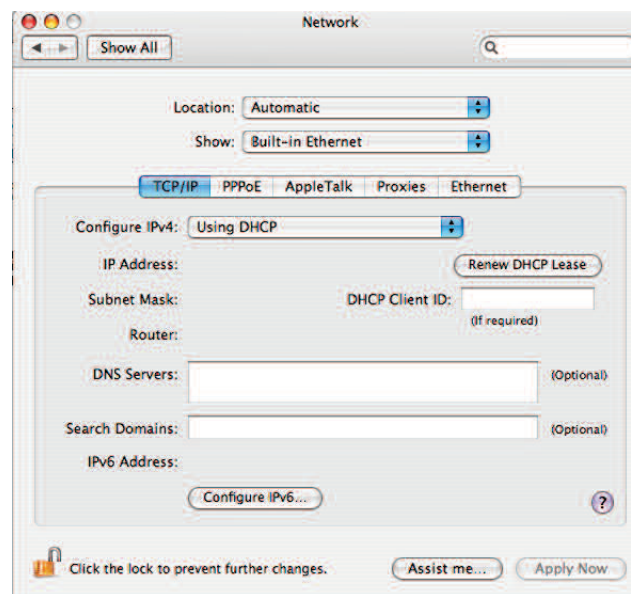 Network
Show All
Location: Automatic
Show: Built-in Ethernet
TCP/IP PPPoE AppleTalk Proxies Ethernet
Configure IPv4: Using DHCP
IP Address: Renew DHCP Lease
Subnet Mask: DHCP Client ID:
(If required)
Router:
DNS Servers: (Optional)
Search Domains: (Optional)
IPv6 Address:
Configure IPv6...
?
Click the lock to prevent further changes. Assist me... Apply Now